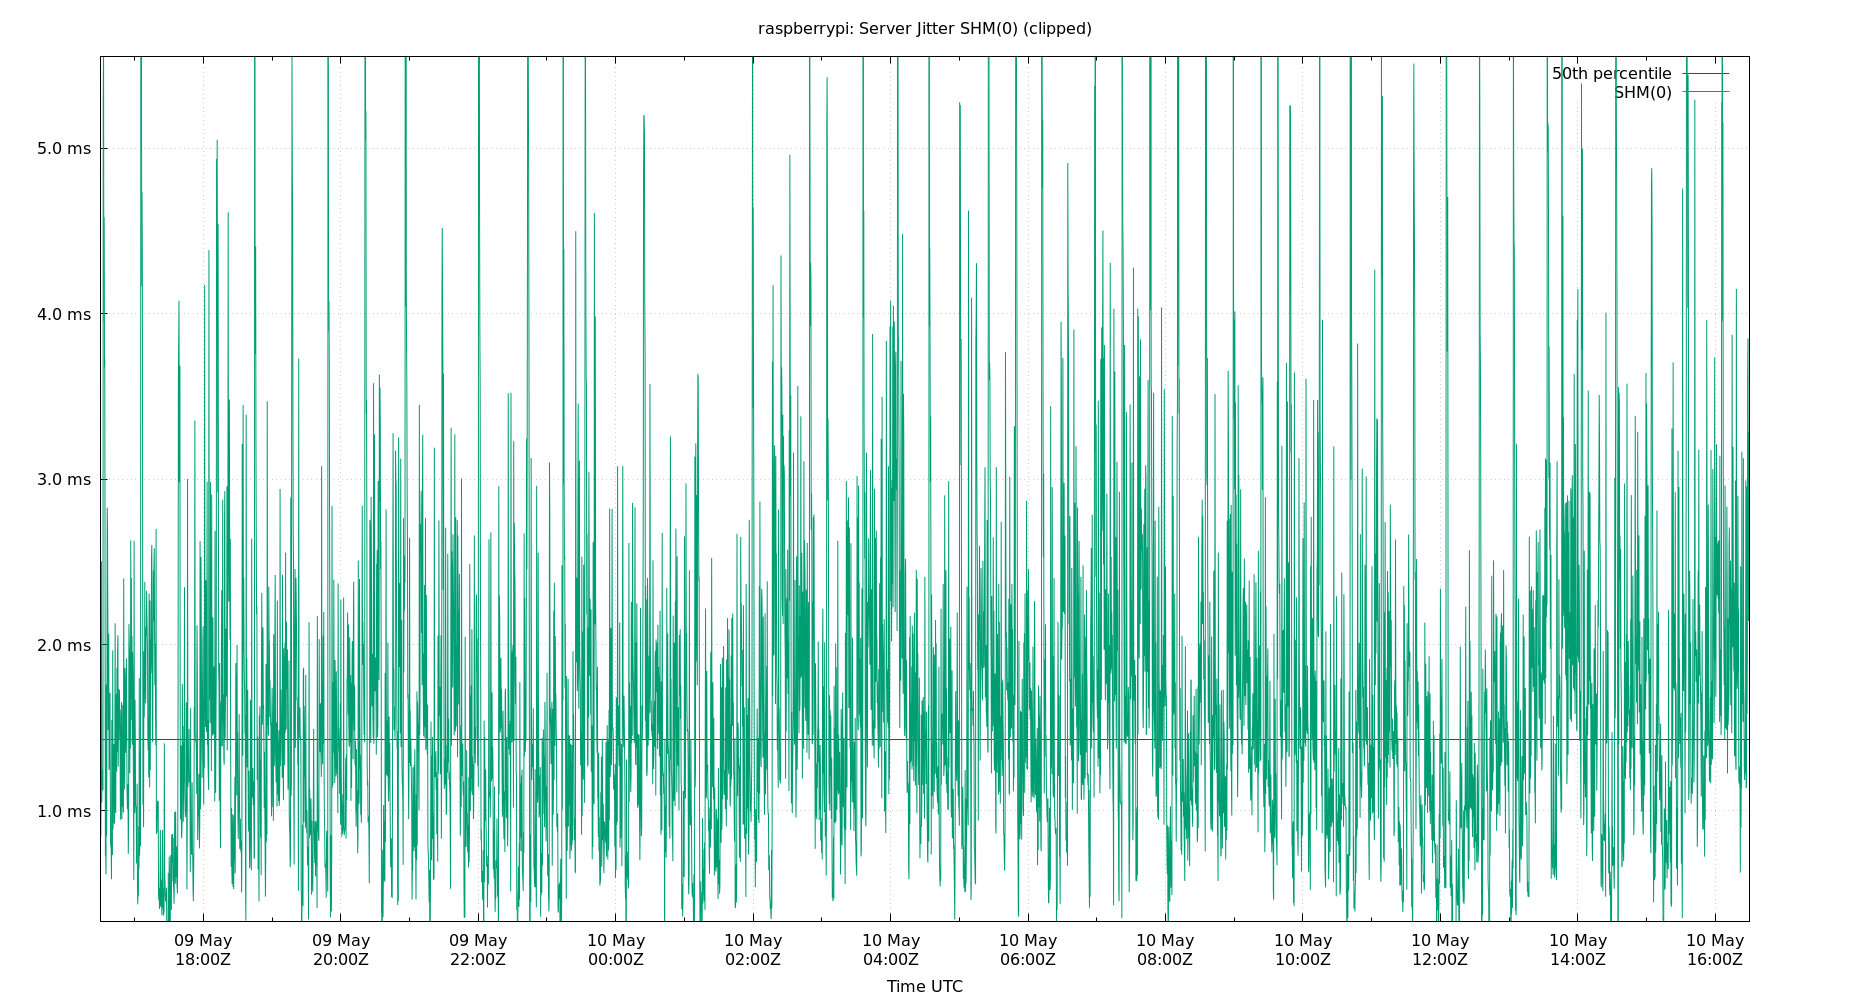 raspberrypi: Server Jitter SHM(0) (clipped)
50th percentile
SHM(0)
5.0 ms
4.0 ms
3.0 ms
2.0 ms
1.0 ms
09 May 09 May 09 May 10 May 10 May 10 May 10 May 10 May 10 May 10 May 10 May 10 May
18:00Z 20:00Z 22:00Z 00:00Z 02:00Z 04:00Z 06:00Z 08:00Z 10:00Z 12:00Z 14:00Z 16:00Z
Time UTC